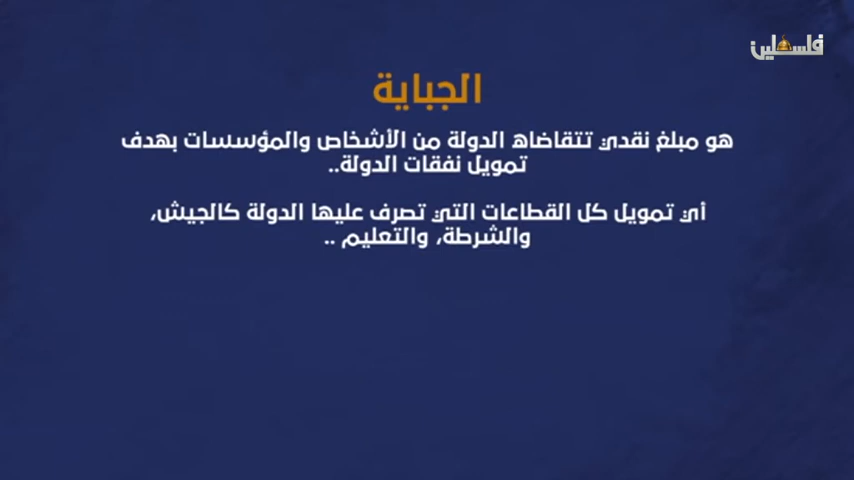 فلسطين
الجباية
هو مبلغ نقدي تتقاضاه الدولة من الأشخاص والمؤسسات بهدف
تمويل نفقات الدولة..
أي تمويل كل القطاعات التي تصرف عليها الدولة كالجيش،
والشرطة، والتعليم ..